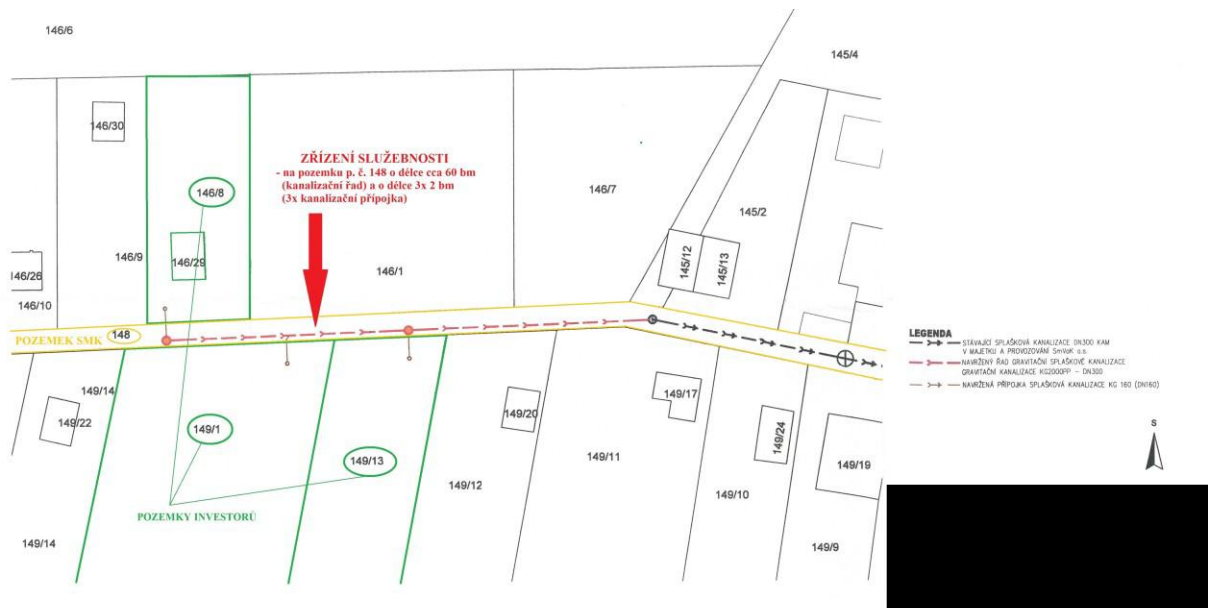 146/6
145/4
146/30
ZŘÍZENÍ SLUŽEBNOSTI
- na pozemku p. č. 148 o délce cca 60 bm
(kanalizační řad) a o délce 3x 2 bm
(3x kanalizační přípojka)
146/8
146/7
145/2
146/9
146/29
146/1
145/12
145/13
146/26
146/10
POZEMEK SMK
148
LEGENDA
STÁVAJÍCÍ SPLAŠKOVÁ KANALIZACE DN300 KAM
V MAJETKU A PROVOZOVÁNÍ SmVaK a.s.
NAVRŽENÝ ŘAD GRAVITAČNÍ SPLAŠKOVÉ KANALIZACE
GRAVITAČNÍ KANALIZACE KG2000PP - DN300
NAVRŽENÁ PŘÍPOJKA SPLAŠKOVÁ KANALIZACE KG 160 (DN160)
S
149/14
149/22
149/1
149/13
149/20
149/17
149/24
149/12
149/11
149/19
149/10
POZEMKY INVESTORŮ
149/14
149/9